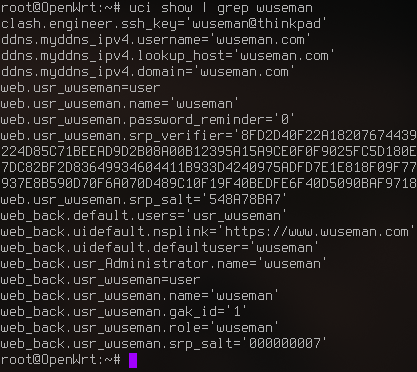 root@OpenWrt:~# uci show | grep wuseman
clash.engineer.ssh_key='wuseman@thinkpad'
ddns.myddns_ipv4.username='wuseman.com'
ddns.myddns_ipv4.lookup_host='wuseman.com'
ddns.myddns_ipv4.domain='wuseman.com'
web.usr_wuseman=user
web.usr_wuseman.name='wuseman'
web.usr_wuseman.password_reminder='0'
web.usr_wuseman.srp_verifier='8FD2D40F22A18207674439
224D85C71BEEAD9D2B08A00B12395A15A9CE0F0F9025FC5D180E
7DC82BF2D83649934604411B933D4240975ADFD7E1E818F09F77
937E8B590D70F6A070D489C10F19F40BEDFE6F40D5090BAF9718
web.usr_wuseman.srp_salt='548A78BA7'
web_back.default.users='usr_wuseman'
web_back.uidefault.nsplink='https://www.wuseman.com'
web_back.uidefault.defaultuser='wuseman'
web_back.usr_Administrator.name='wuseman'
web_back.usr_wuseman=user
web_back.usr_wuseman.name='wuseman'
web_back.usr_wuseman.gak_id='1'
web_back.usr_wuseman.role='wuseman'
web_back.usr_wuseman.srp_salt='000000007'
root@OpenWrt:~#